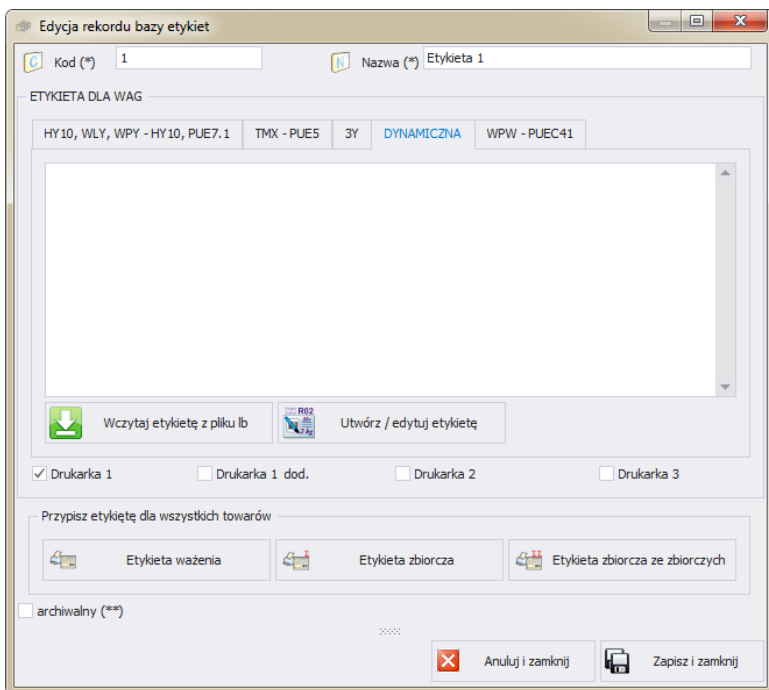 Edycja rekordu bazy etykiet
Kod (*) 1 Nazwa (*) Etykieta 1
ETYKIETA DLA WAG
HY10, WLY, WPY - HY10, PUE7.1 TMX - PUE5 3Y DYNAMICZNA WPW - PUEC41
Wczytaj etykietę z pliku lb Utwórz / edytuj etykietę
Drukarka 1 Drukarka 1 dod. Drukarka 2 Drukarka 3
Przypisz etykiętę dla wszystkich towarów
Etykieta ważenia Etykieta zbiorcza Etykieta zbiorcza ze zbiorczych
archiwalny (**)
Anuluj i zamknij Zapisz i zamknij